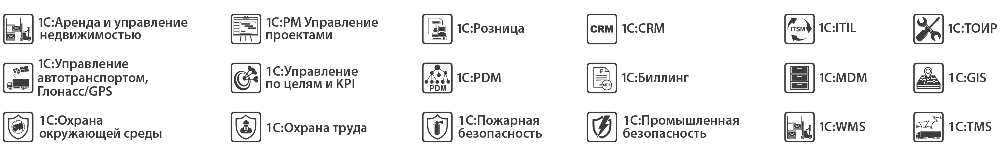 1С:Аренда и управление
недвижимостью
1С:PM Управление
проектами
1С:Розница
CRM
1С:CRM
ITSM
1С:ITIL
1С:ТОИР
1С:Управление
автотранспортом,
Глонасс/GPS
1С:Управление
по целям и KPI
PDM
1С:PDM
₽
6513
1С:Биллинг
1С:MDM
1С:GIS
1С:Охрана
окружающей среды
1С:Охрана труда
1С:Пожарная
безопасность
1С:Промышленная
безопасность
1С:WMS
1С:TMS